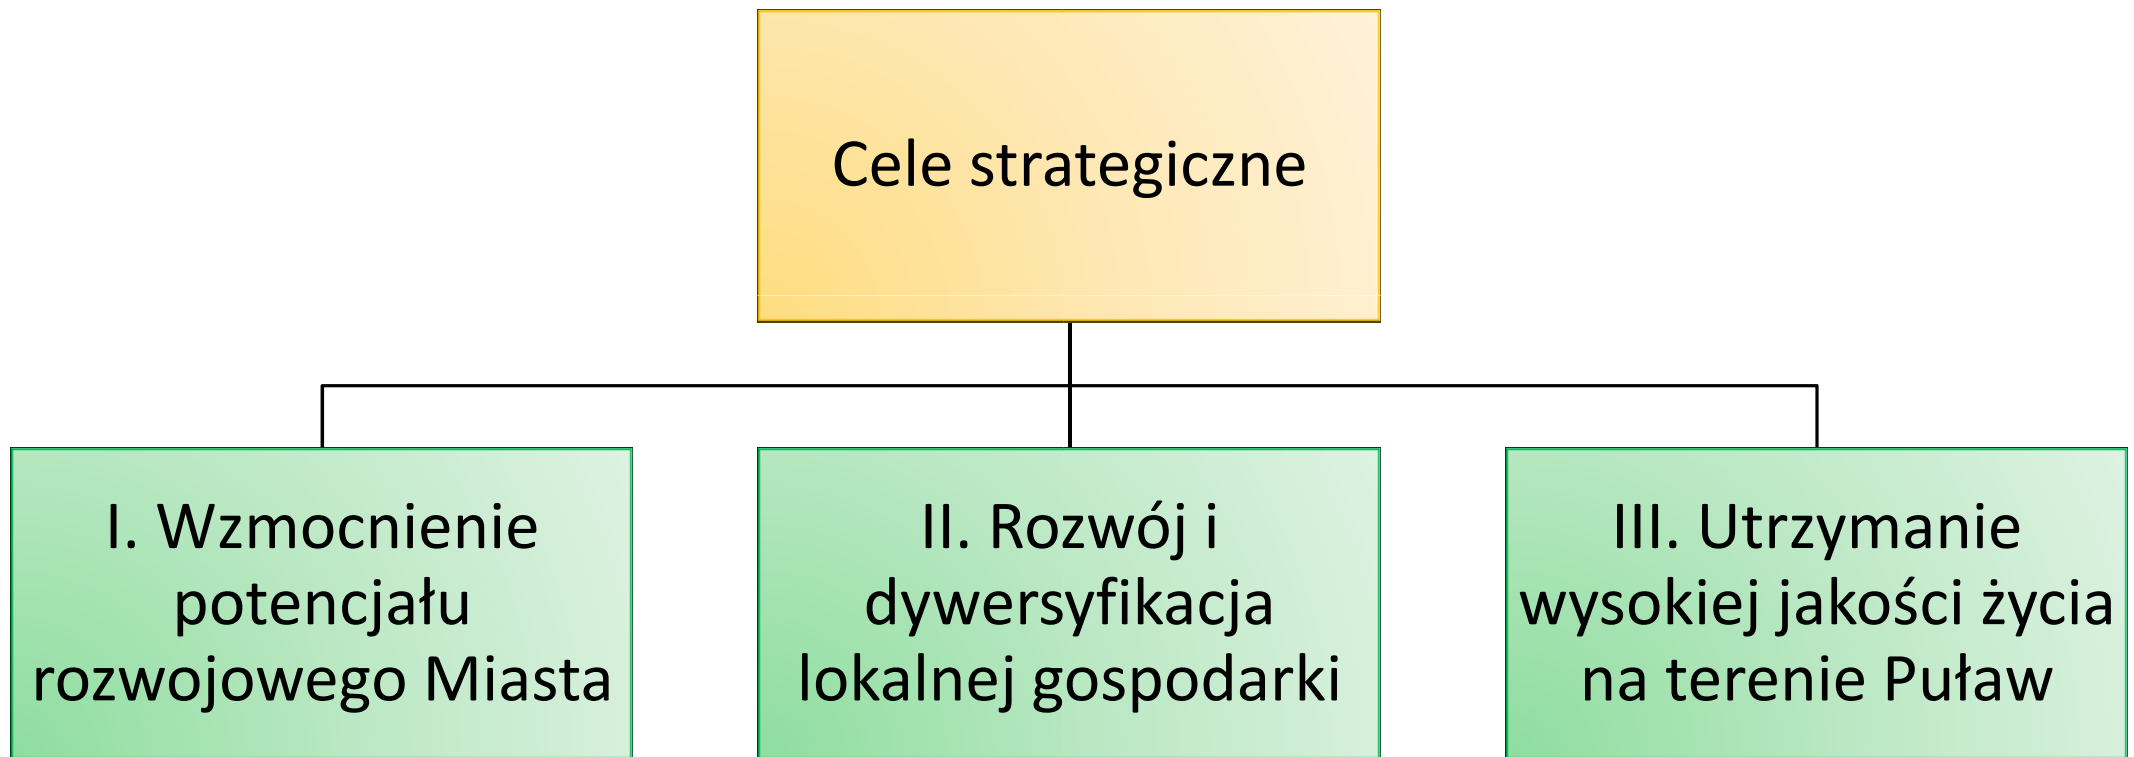 Cele strategiczne
I. Wzmocnienie
potencjału
rozwojowego Miasta
II. Rozwój i
dywersyfikacja
lokalnej gospodarki
III. Utrzymanie
wysokiej jakości życia
na terenie Puław